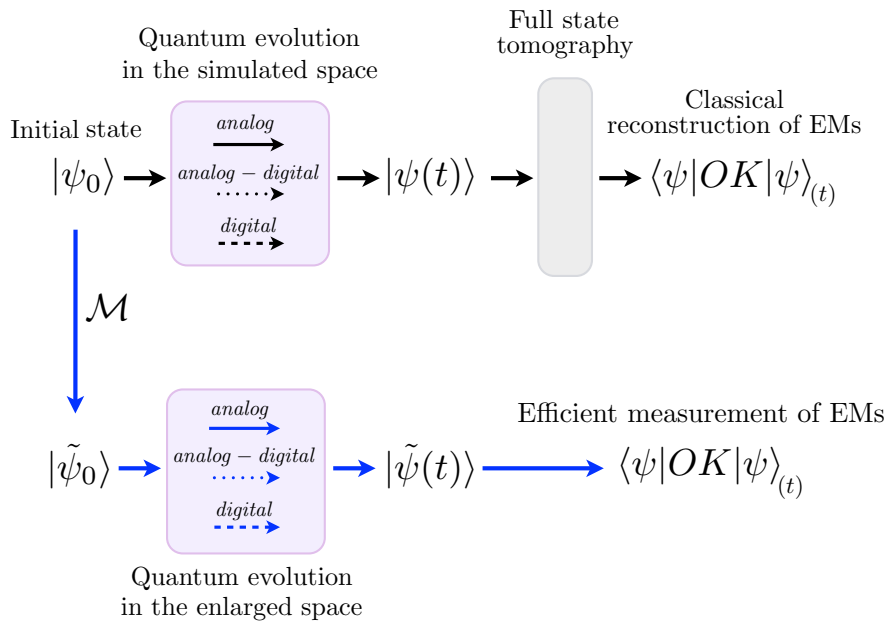 Full state
tomography
Quantum evolution
in the simulated space
Classical
reconstruction of EMs
Initial state
analog
|ψ₀⟩
analog − digital
|ψ(t)⟩
⟨ψ|OK|ψ⟩(t)
digital
ℳ
Efficient measurement of EMs
analog
|ψ̃₀⟩
analog − digital
|ψ̃(t)⟩
⟨ψ|OK|ψ⟩(t)
digital
Quantum evolution
in the enlarged space